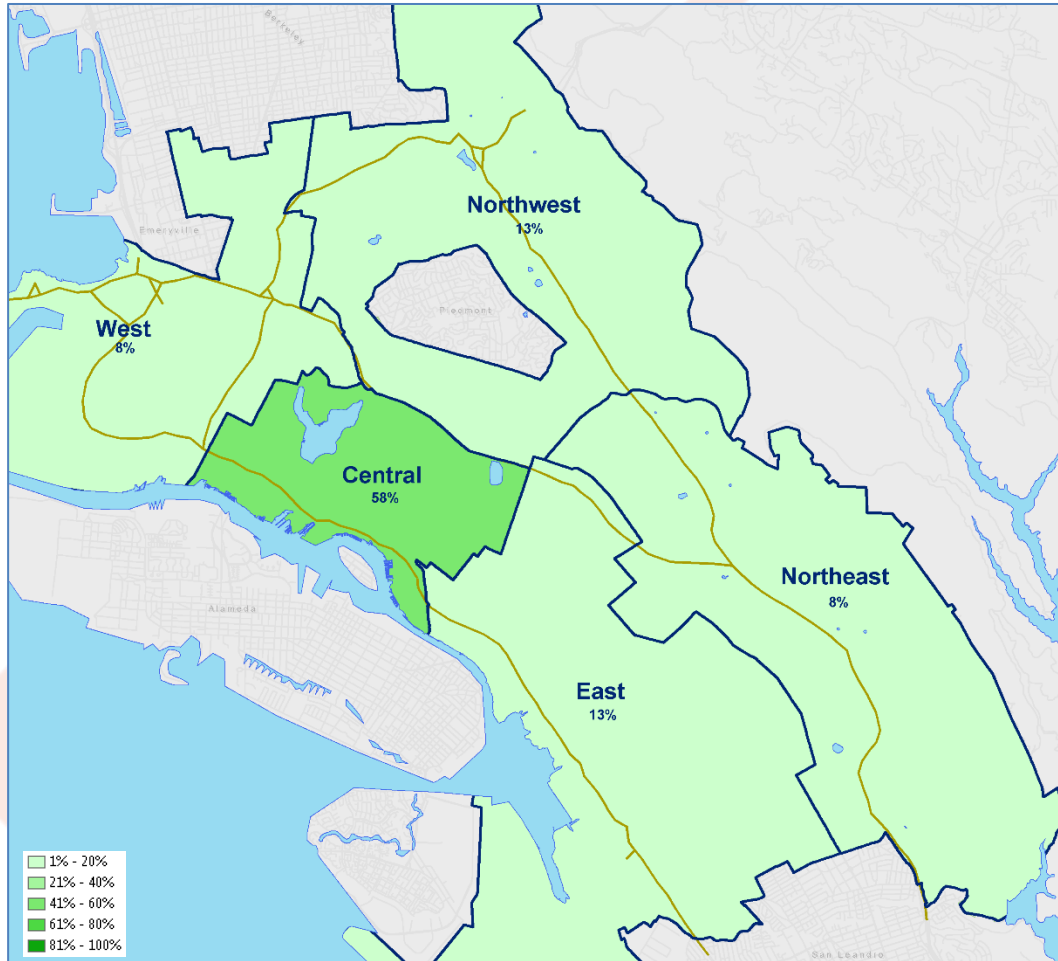 Berkeley
Northwest
13%
Emeryville
Piedmont
West
8%
Central
58%
Northeast
8%
Alameda
East
13%
1% - 20%
21% - 40%
41% - 60%
61% - 80%
81% - 100%
San Leandro